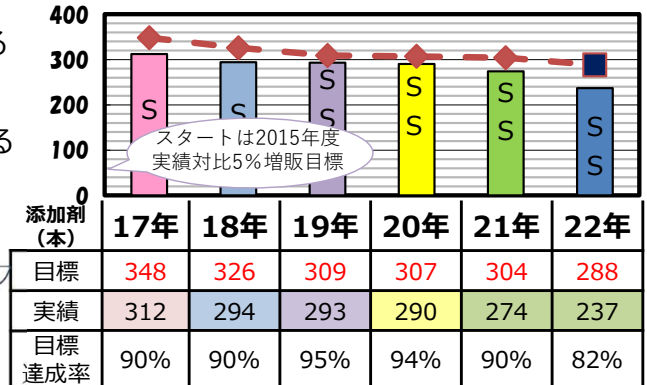 400
る
300
200
る
100
0
S
S
S
S
S
S
S
S
S
S
スタートは2015年度
実績対比5%増販目標
添加剤
(本)
17年 18年 19年 20年 21年 22年
目標 348 326 309 307 304 288
実績 312 294 293 290 274 237
目標
達成率 90% 90% 95% 94% 90% 82%